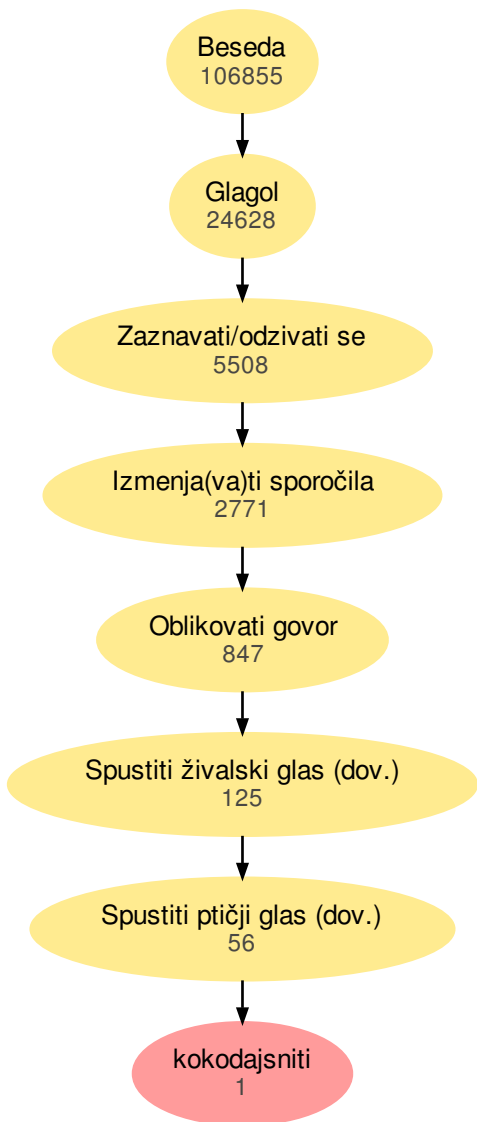 Beseda
106855
Glagol
24628
Zaznavati/odzivati se
5508
Izmenja(va)ti sporočila
2771
Oblikovati govor
847
Spustiti živalski glas (dov.)
125
Spustiti ptičji glas (dov.)
56
kokodajsniti
1